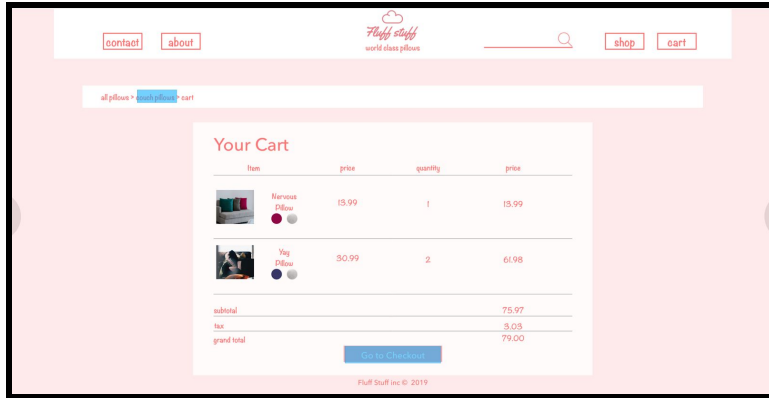 contact
about
Fluff stuff
world class pillows
shop
cart
all pillows > couch pillows > cart
Your Cart
Item price quantity price
Nervous
Pillow
13.99 1 13.99
Yag
Pillow
30.99 2 61.98
subtotal 75.97
tax 3.03
grand total 79.00
Go to Checkout
Fluff Stuff inc © 2019